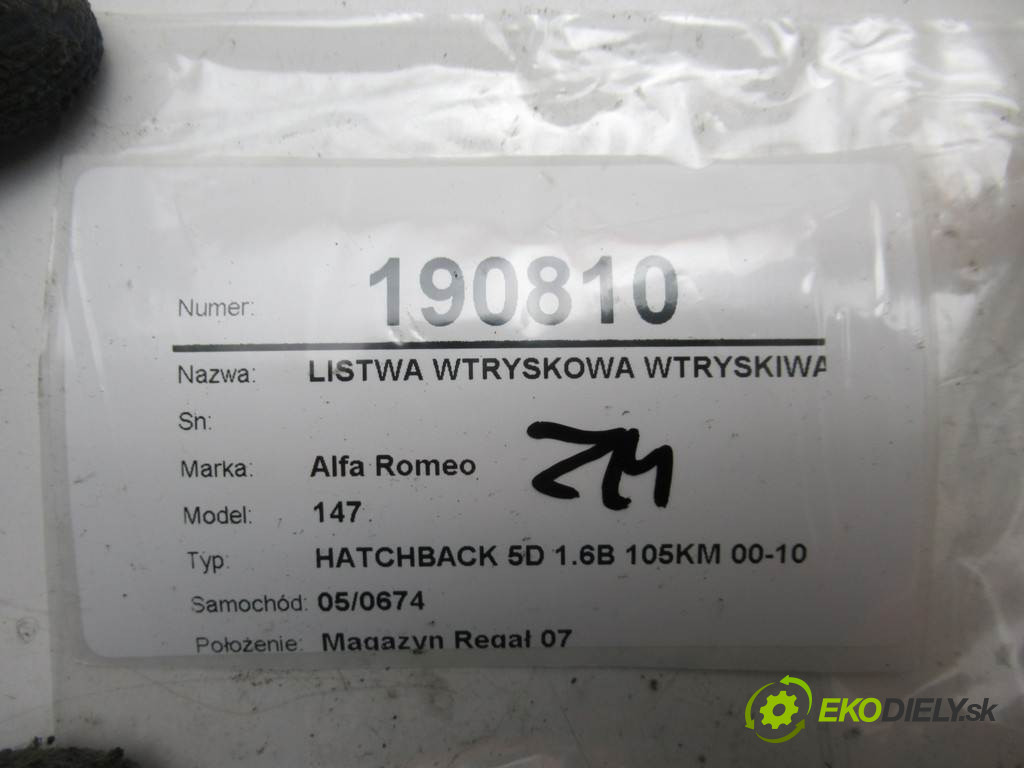 Numer: 190810
Nazwa: LISTWA WTRYSKOWA WTRYSKIWA
Sn:
Marka: Alfa Romeo
Model: 147
Typ: HATCHBACK 5D 1.6B 105KM 00-10
Samochód: 05/0674
Położenie: Magazyn Regał 07
EKODIELY.sk